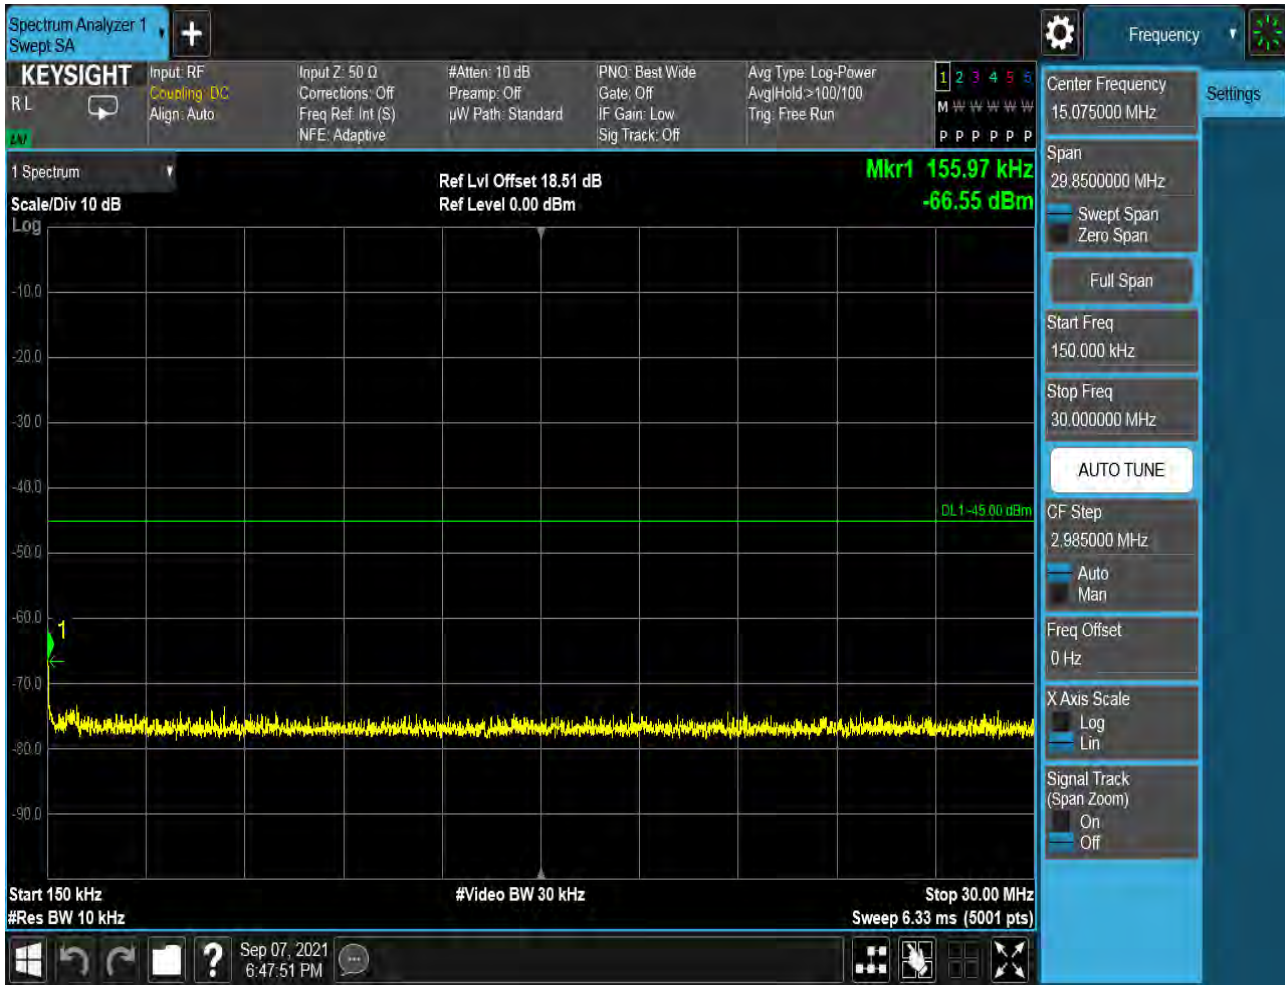 Spectrum Analyzer 1
Swept SA
Frequency
KEYSIGHT
R L
Input: RF
Coupling: DC
Align: Auto
Input Z: 50 Ω
Corrections: Off
Freq Ref: Int (S)
NFE: Adaptive
#Atten: 10 dB
Preamp: Off
µW Path: Standard
PNO: Best Wide
Gate: Off
IF Gain: Low
Sig Track: Off
Avg Type: Log-Power
Avg|Hold:>100/100
Trig: Free Run
1 2 3 4 5 6
M W W W W W
P P P P P P
1 Spectrum
Scale/Div 10 dB
Log
Ref Lvl Offset 18.51 dB
Ref Level 0.00 dBm
Mkr1 155.97 kHz
-66.55 dBm
-10.0
-20.0
-30.0
-40.0
DL1 -45.00 dBm
-50.0
-60.0
1
-70.0
-80.0
-90.0
Start 150 kHz
#Video BW 30 kHz
Stop 30.00 MHz
#Res BW 10 kHz
Sweep 6.33 ms (5001 pts)
Sep 07, 2021
6:47:51 PM
Center Frequency
15.075000 MHz
Settings
Span
29.8500000 MHz
Swept Span
Zero Span
Full Span
Start Freq
150.000 kHz
Stop Freq
30.000000 MHz
AUTO TUNE
CF Step
2.985000 MHz
Auto
Man
Freq Offset
0 Hz
X Axis Scale
Log
Lin
Signal Track
(Span Zoom)
On
Off